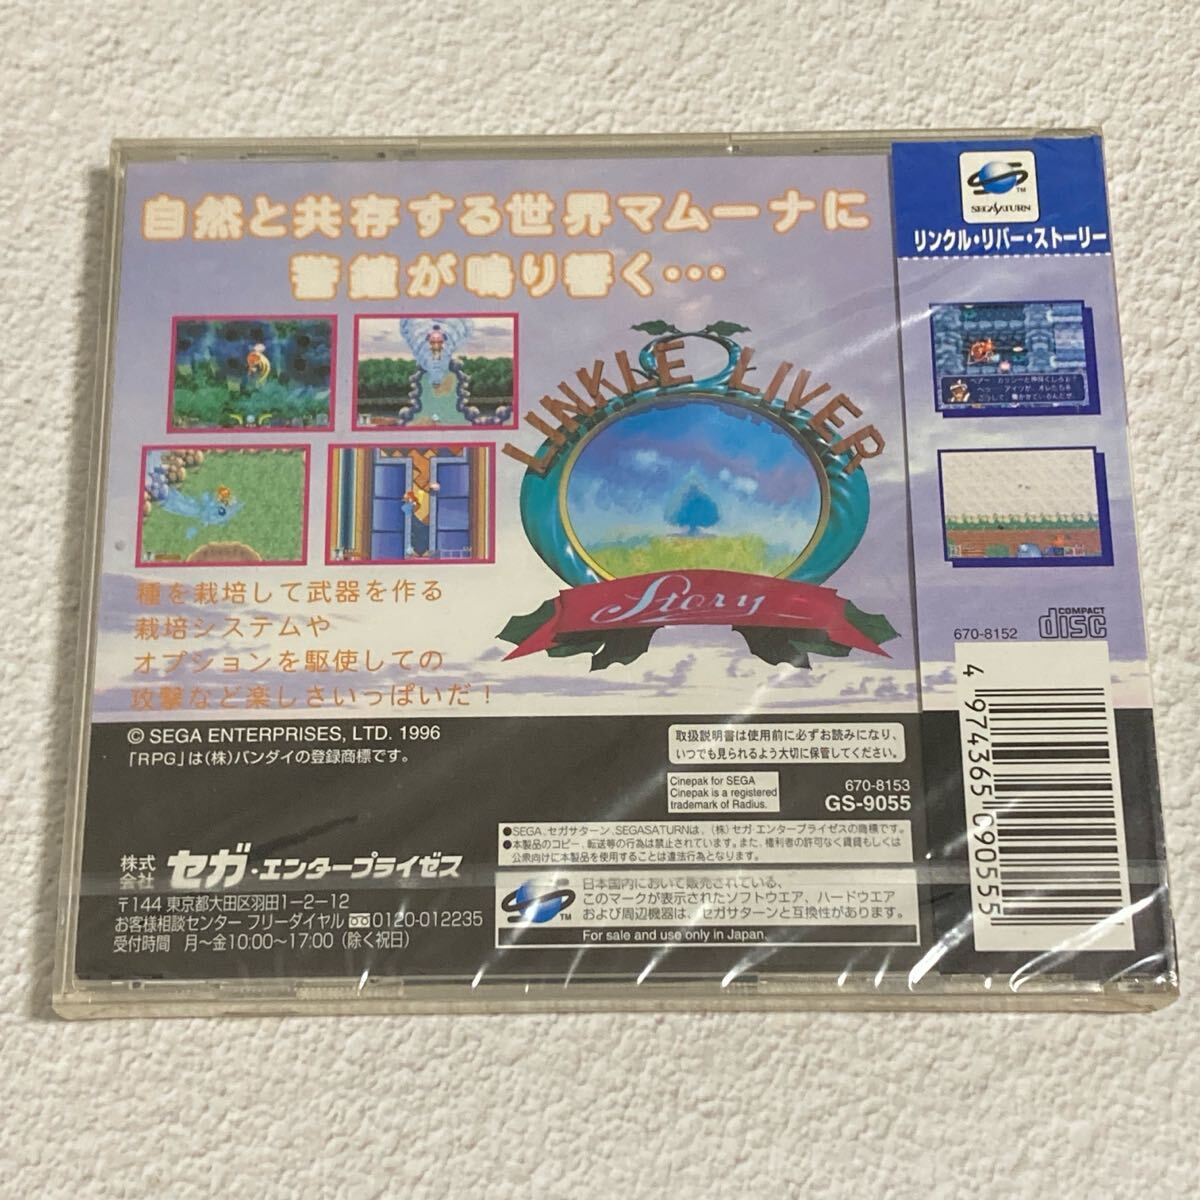 自然と共存する世界マムーナに
警鐘が鳴り響く…
LINKLE LIVER
Story
種を栽培して武器を作る
栽培システムや
オプションを駆使しての
攻撃など楽しさいっぱいだ！
© SEGA ENTERPRISES, LTD. 1996
「RPG」は(株)バンダイの登録商標です。
取扱説明書は使用前に必ずお読みになり、
いつでも見られるよう大切に保管してください。
Cinepak for SEGA
Cinepak is a registered
trademark of Radius.
670-8153
GS-9055
●SEGA、セガサターン、SEGASATURNは、(株)セガ・エンタープライゼスの商標です。
●本製品のコピー、転送等の行為は禁止されています。また、権利者の許可なく賃貸もしくは
公衆向けに本製品を使用することは違法行為となります。
株式
会社 セガ・エンタープライゼス
〒144 東京都大田区羽田1-2-12
お客様相談センター フリーダイヤル 0120-012235
受付時間 月〜金10:00〜17:00（除く祝日）
日本国内において販売されている、
このマークが表示されたソフトウエア、ハードウエア
および周辺機器は、セガサターンと互換性があります。
TM
For sale and use only in Japan.
TM
SEGA SATURN
リンクル・リバー・ストーリー
670-8152
COMPACT
disc
4 974365 090555